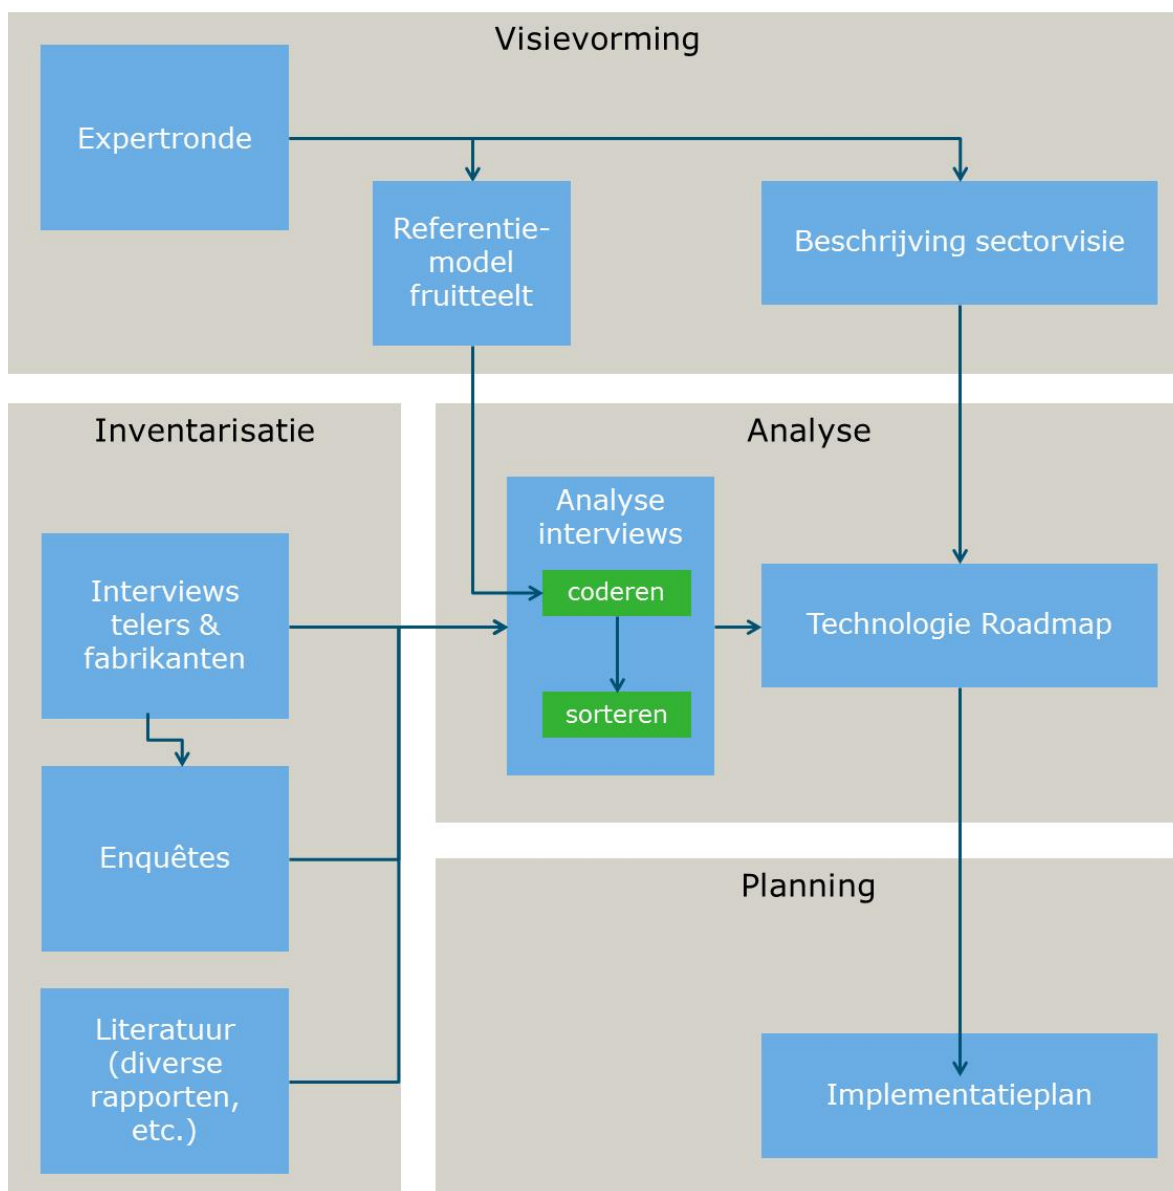 Visievorming
Expertronde
Referentie-
model
fruitteelt
Beschrijving sectorvisie
Inventarisatie
Interviews
telers &
fabrikanten
Enquêtes
Literatuur
(diverse
rapporten,
etc.)
Analyse
Analyse
interviews
coderen
sorteren
Technologie Roadmap
Planning
Implementatieplan